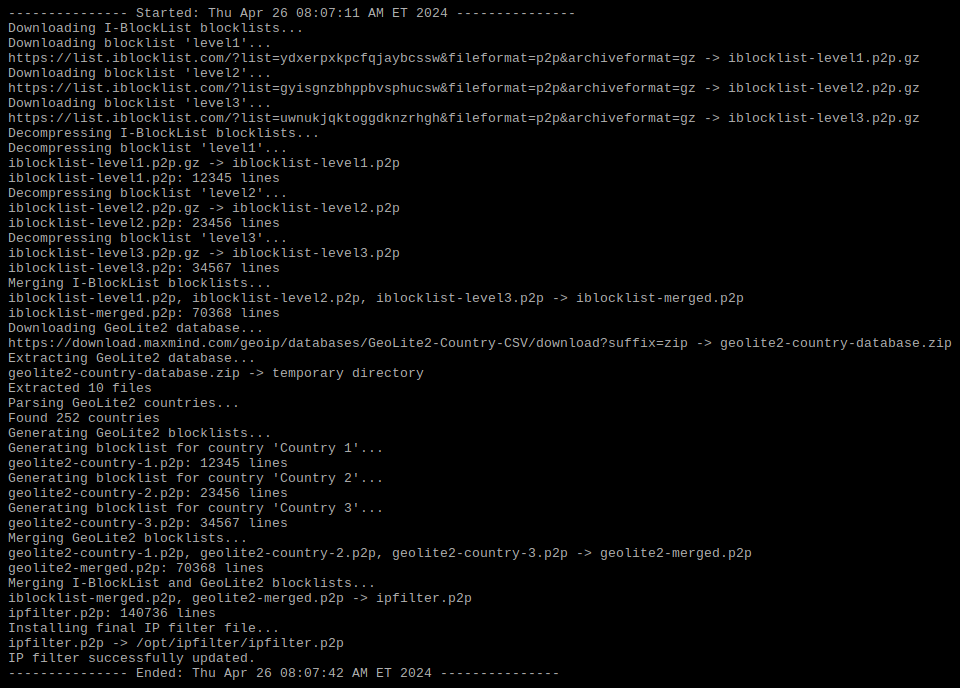 --------------- Started: Thu Apr 26 08:07:11 AM ET 2024 ---------------
Downloading I-BlockList blocklists...
Downloading blocklist 'level1'...
https://list.iblocklist.com/?list=ydxerpxkpcfqjaybcssw&fileformat=p2p&archiveformat=gz -> iblocklist-level1.p2p.gz
Downloading blocklist 'level2'...
https://list.iblocklist.com/?list=gyisgnzbhppbvsphucsw&fileformat=p2p&archiveformat=gz -> iblocklist-level2.p2p.gz
Downloading blocklist 'level3'...
https://list.iblocklist.com/?list=uwnukjqktoggdknzrhgh&fileformat=p2p&archiveformat=gz -> iblocklist-level3.p2p.gz
Decompressing I-BlockList blocklists...
Decompressing blocklist 'level1'...
iblocklist-level1.p2p.gz -> iblocklist-level1.p2p
iblocklist-level1.p2p: 12345 lines
Decompressing blocklist 'level2'...
iblocklist-level2.p2p.gz -> iblocklist-level2.p2p
iblocklist-level2.p2p: 23456 lines
Decompressing blocklist 'level3'...
iblocklist-level3.p2p.gz -> iblocklist-level3.p2p
iblocklist-level3.p2p: 34567 lines
Merging I-BlockList blocklists...
iblocklist-level1.p2p, iblocklist-level2.p2p, iblocklist-level3.p2p -> iblocklist-merged.p2p
iblocklist-merged.p2p: 70368 lines
Downloading GeoLite2 database...
https://download.maxmind.com/geoip/databases/GeoLite2-Country-CSV/download?suffix=zip -> geolite2-country-database.zip
Extracting GeoLite2 database...
geolite2-country-database.zip -> temporary directory
Extracted 10 files
Parsing GeoLite2 countries...
Found 252 countries
Generating GeoLite2 blocklists...
Generating blocklist for country 'Country 1'...
geolite2-country-1.p2p: 12345 lines
Generating blocklist for country 'Country 2'...
geolite2-country-2.p2p: 23456 lines
Generating blocklist for country 'Country 3'...
geolite2-country-3.p2p: 34567 lines
Merging GeoLite2 blocklists...
geolite2-country-1.p2p, geolite2-country-2.p2p, geolite2-country-3.p2p -> geolite2-merged.p2p
geolite2-merged.p2p: 70368 lines
Merging I-BlockList and GeoLite2 blocklists...
iblocklist-merged.p2p, geolite2-merged.p2p -> ipfilter.p2p
ipfilter.p2p: 140736 lines
Installing final IP filter file...
ipfilter.p2p -> /opt/ipfilter/ipfilter.p2p
IP filter successfully updated.
--------------- Ended: Thu Apr 26 08:07:42 AM ET 2024 ---------------